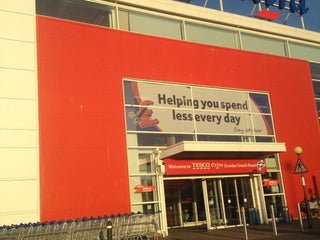 Helping you spend
less every day
Every little helps
Welcome to TESCO extra Dundee South Road